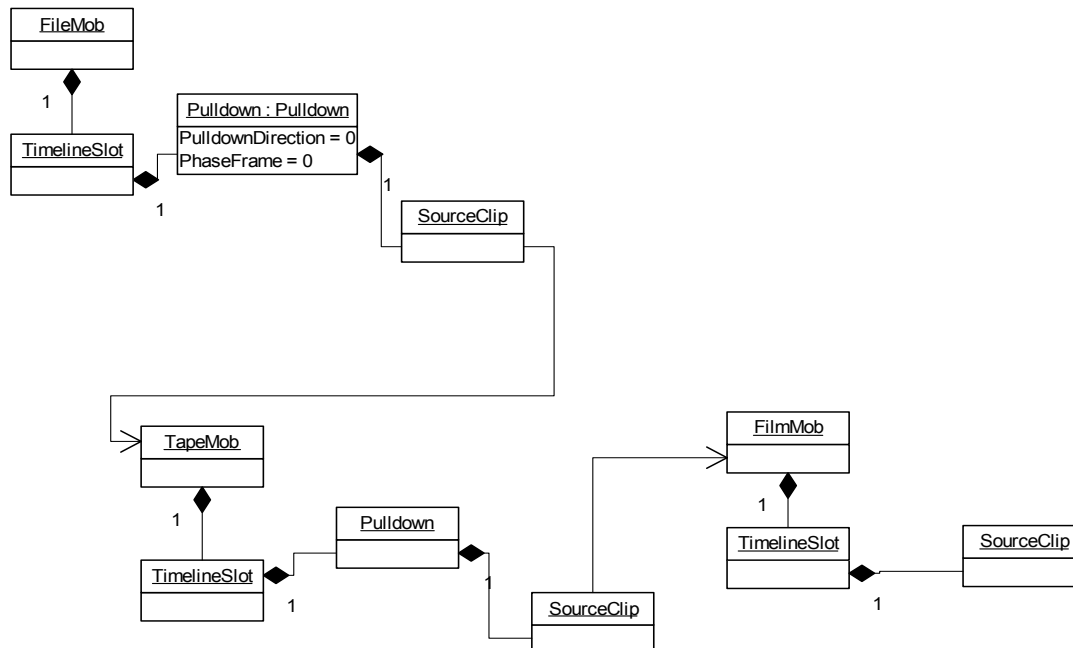 FileMob
1
Pulldown : Pulldown
PulldownDirection = 0
PhaseFrame = 0
TimelineSlot
1
1
SourceClip
TapeMob
1
FilmMob
1
Pulldown
TimelineSlot
SourceClip
TimelineSlot
1
1
SourceClip
1